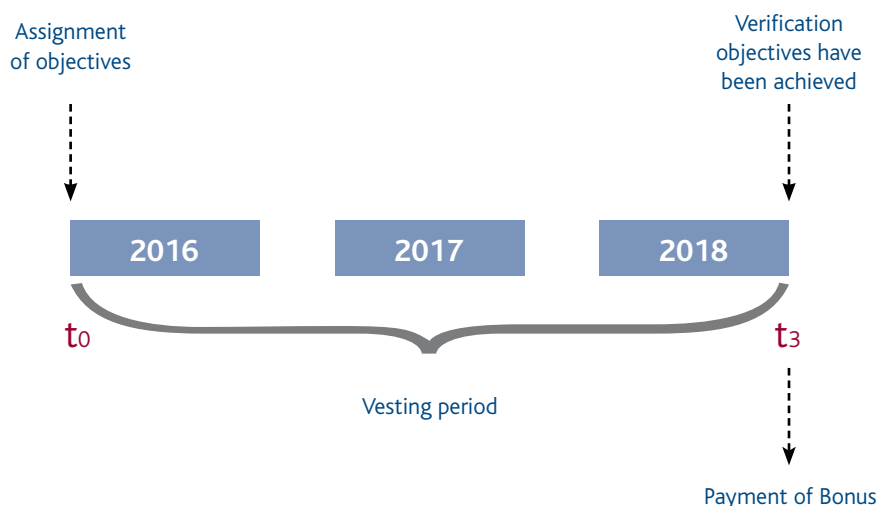 Assignment
of objectives
Verification
objectives have
been achieved
2016
2017
2018
t0
t3
Vesting period
Payment of Bonus